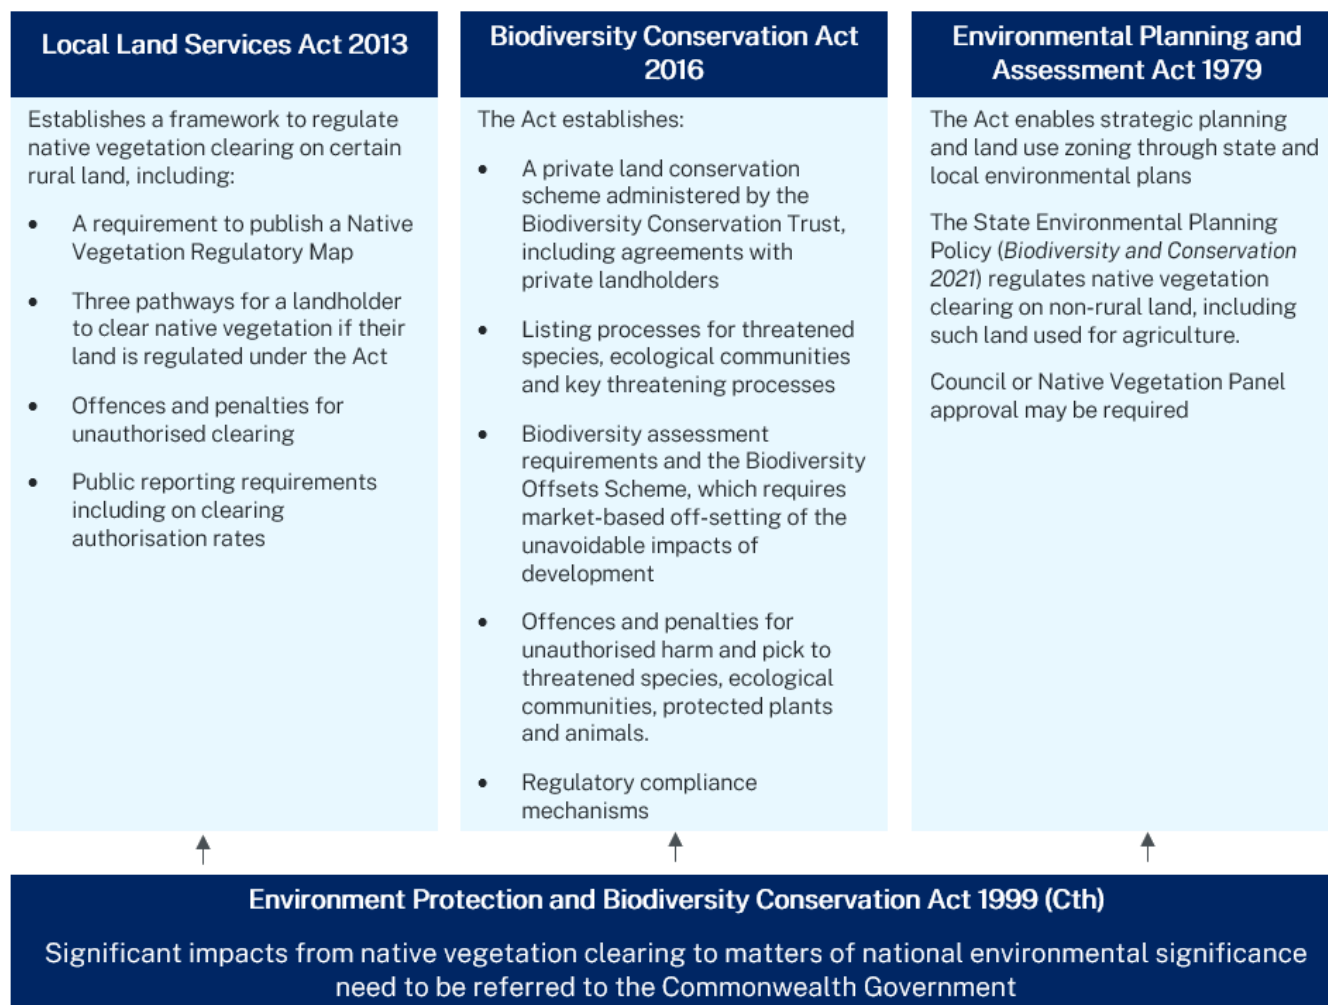 Local Land Services Act 2013
Establishes a framework to regulate
native vegetation clearing on certain
rural land, including:
• A requirement to publish a Native
Vegetation Regulatory Map
• Three pathways for a landholder
to clear native vegetation if their
land is regulated under the Act
• Offences and penalties for
unauthorised clearing
• Public reporting requirements
including on clearing
authorisation rates
Biodiversity Conservation Act
2016
The Act establishes:
• A private land conservation
scheme administered by the
Biodiversity Conservation Trust,
including agreements with
private landholders
• Listing processes for threatened
species, ecological communities
and key threatening processes
• Biodiversity assessment
requirements and the Biodiversity
Offsets Scheme, which requires
market-based off-setting of the
unavoidable impacts of
development
• Offences and penalties for
unauthorised harm and pick to
threatened species, ecological
communities, protected plants
and animals.
• Regulatory compliance
mechanisms
Environmental Planning and
Assessment Act 1979
The Act enables strategic planning
and land use zoning through state and
local environmental plans
The State Environmental Planning
Policy (Biodiversity and Conservation
2021) regulates native vegetation
clearing on non-rural land, including
such land used for agriculture.
Council or Native Vegetation Panel
approval may be required
Environment Protection and Biodiversity Conservation Act 1999 (Cth)
Significant impacts from native vegetation clearing to matters of national environmental significance
need to be referred to the Commonwealth Government